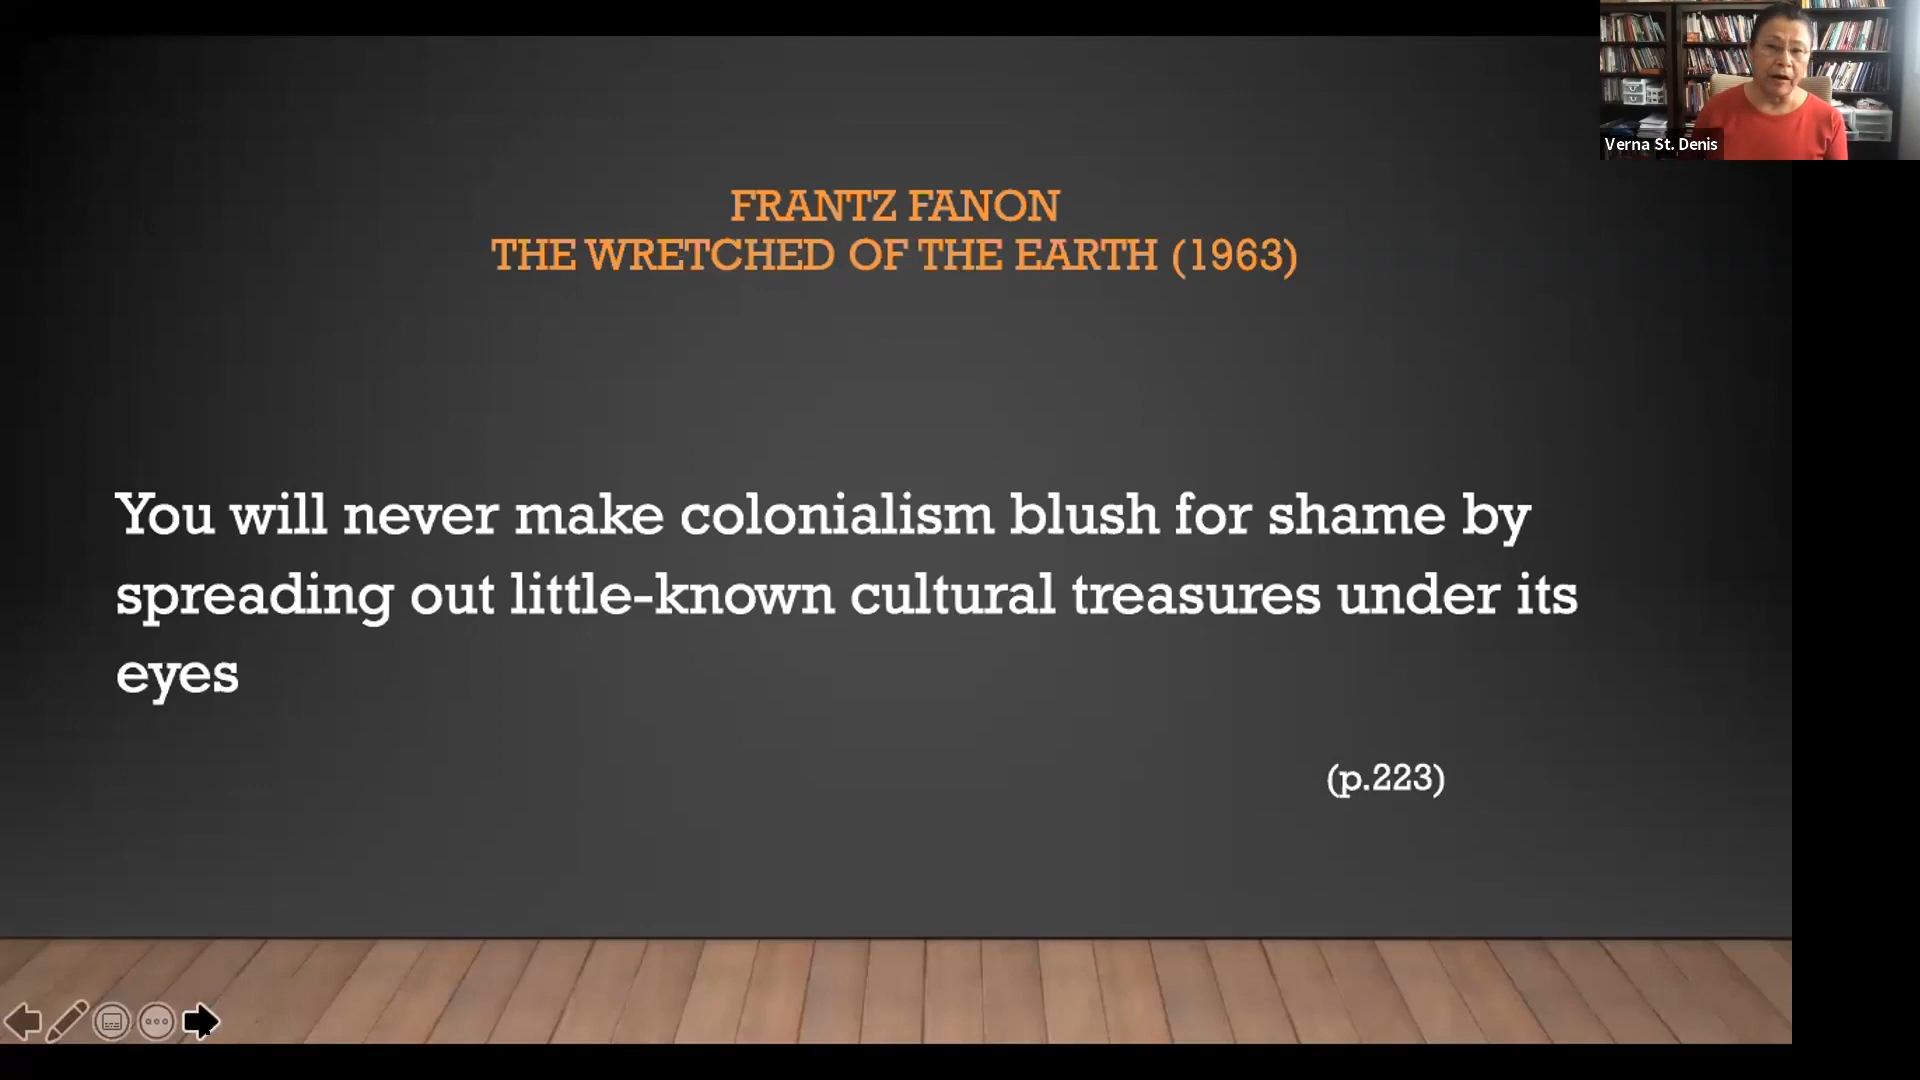 Verna St. Denis
FRANTZ FANON
THE WRETCHED OF THE EARTH (1963)
You will never make colonialism blush for shame by
spreading out little-known cultural treasures under its
eyes
(p.223)